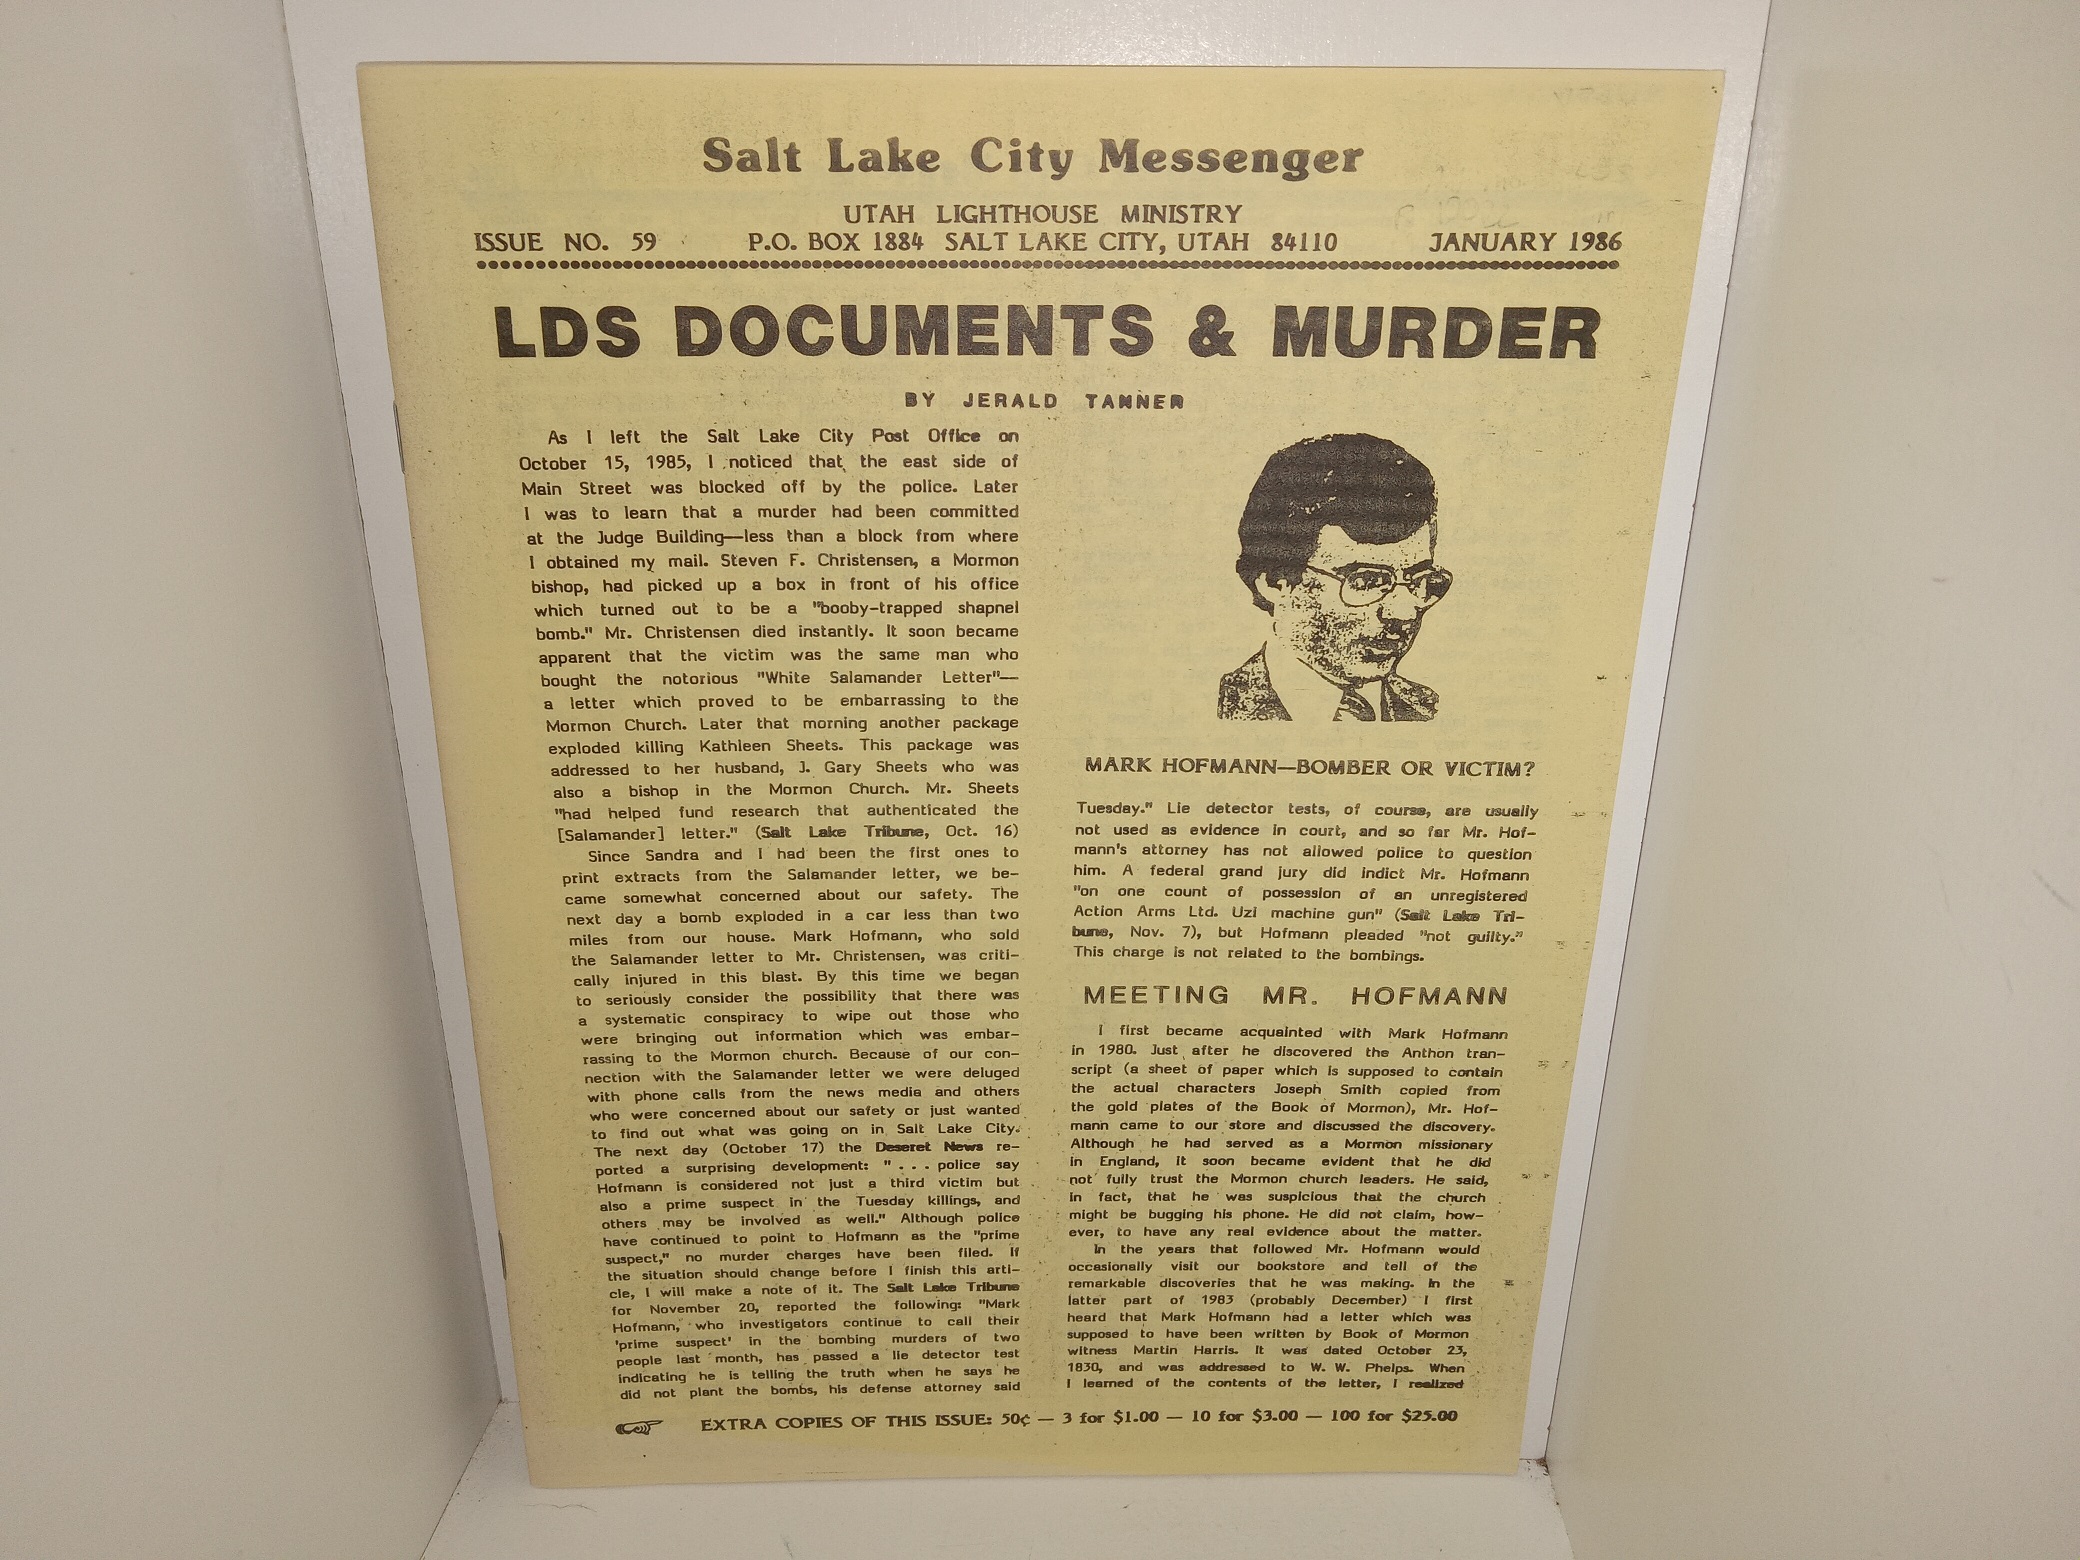 Salt Lake City Messenger
UTAH LIGHTHOUSE MINISTRY
ISSUE NO. 59 P.O. BOX 1884 SALT LAKE CITY, UTAH 84110 JANUARY 1986
LDS DOCUMENTS & MURDER
BY JERALD TANNER
As I left the Salt Lake City Post Office on
October 15, 1985, I noticed that the east side of
Main Street was blocked off by the police. Later
I was to learn that a murder had been committed
at the Judge Building—less than a block from where
I obtained my mail. Steven F. Christensen, a Mormon
bishop, had picked up a box in front of his office
which turned out to be a "booby-trapped shapnel
bomb." Mr. Christensen died instantly. It soon became
apparent that the victim was the same man who
bought the notorious "White Salamander Letter"—
a letter which proved to be embarrassing to the
Mormon Church. Later that morning another package
exploded killing Kathleen Sheets. This package was
addressed to her husband, J. Gary Sheets who was
also a bishop in the Mormon Church. Mr. Sheets
"had helped fund research that authenticated the
[Salamander] letter." (Salt Lake Tribune, Oct. 16)
Since Sandra and I had been the first ones to
print extracts from the Salamander letter, we be-
came somewhat concerned about our safety. The
next day a bomb exploded in a car less than two
miles from our house. Mark Hofmann, who sold
the Salamander letter to Mr. Christensen, was criti-
cally injured in this blast. By this time we began
to seriously consider the possibility that there was
a systematic conspiracy to wipe out those who
were bringing out information which was embar-
rassing to the Mormon church. Because of our con-
nection with the Salamander letter we were deluged
with phone calls from the news media and others
who were concerned about our safety or just wanted
to find out what was going on in Salt Lake City.
The next day (October 17) the Deseret News re-
ported a surprising development: " . . . police say
Hofmann is considered not just a third victim but
also a prime suspect in the Tuesday killings, and
others may be involved as well." Although police
have continued to point to Hofmann as the "prime
suspect," no murder charges have been filed. If
the situation should change before I finish this arti-
cle, I will make a note of it. The Salt Lake Tribune
for November 20, reported the following: "Mark
Hofmann, who investigators continue to call their
'prime suspect' in the bombing murders of two
people last month, has passed a lie detector test
indicating he is telling the truth when he says he
did not plant the bombs, his defense attorney said
MARK HOFMANN—BOMBER OR VICTIM?
Tuesday." Lie detector tests, of course, are usually
not used as evidence in court, and so far Mr. Hof-
mann's attorney has not allowed police to question
him. A federal grand jury did indict Mr. Hofmann
"on one count of possession of an unregistered
Action Arms Ltd. Uzi machine gun" (Salt Lake Tri-
bune, Nov. 7), but Hofmann pleaded "not guilty."
This charge is not related to the bombings.
MEETING MR. HOFMANN
I first became acquainted with Mark Hofmann
in 1980. Just after he discovered the Anthon tran-
script (a sheet of paper which is supposed to contain
the actual characters Joseph Smith copied from
the gold plates of the Book of Mormon), Mr. Hof-
mann came to our store and discussed the discovery.
Although he had served as a Mormon missionary
in England, it soon became evident that he did
not fully trust the Mormon church leaders. He said,
in fact, that he was suspicious that the church
might be bugging his phone. He did not claim, how-
ever, to have any real evidence about the matter.
In the years that followed Mr. Hofmann would
occasionally visit our bookstore and tell of the
remarkable discoveries that he was making. In the
latter part of 1983 (probably December) I first
heard that Mark Hofmann had a letter which was
supposed to have been written by Book of Mormon
witness Martin Harris. It was dated October 23,
1830, and was addressed to W. W. Phelps. When
I learned of the contents of the letter, I realized
EXTRA COPIES OF THIS ISSUE: 50¢ — 3 for $1.00 — 10 for $3.00 — 100 for $25.00